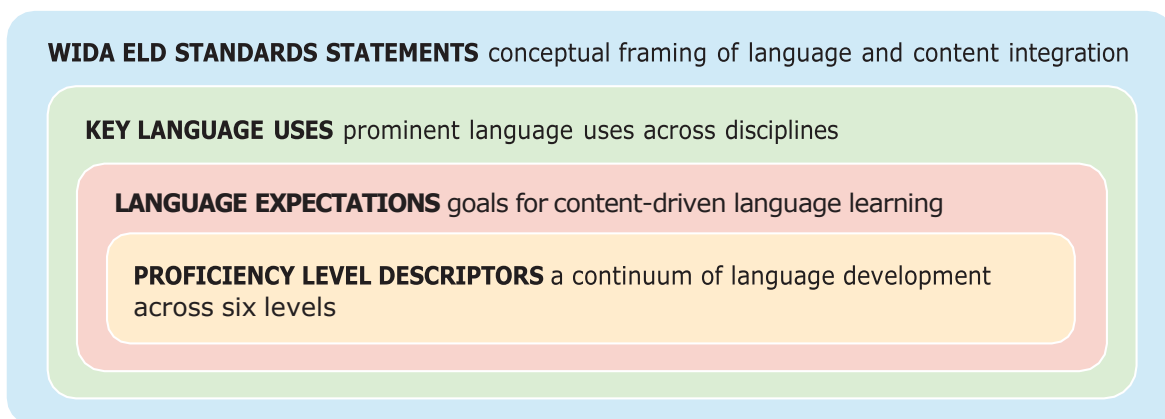 WIDA ELD STANDARDS STATEMENTS conceptual framing of language and content integration
KEY LANGUAGE USES prominent language uses across disciplines
LANGUAGE EXPECTATIONS goals for content-driven language learning
PROFICIENCY LEVEL DESCRIPTORS a continuum of language development
across six levels